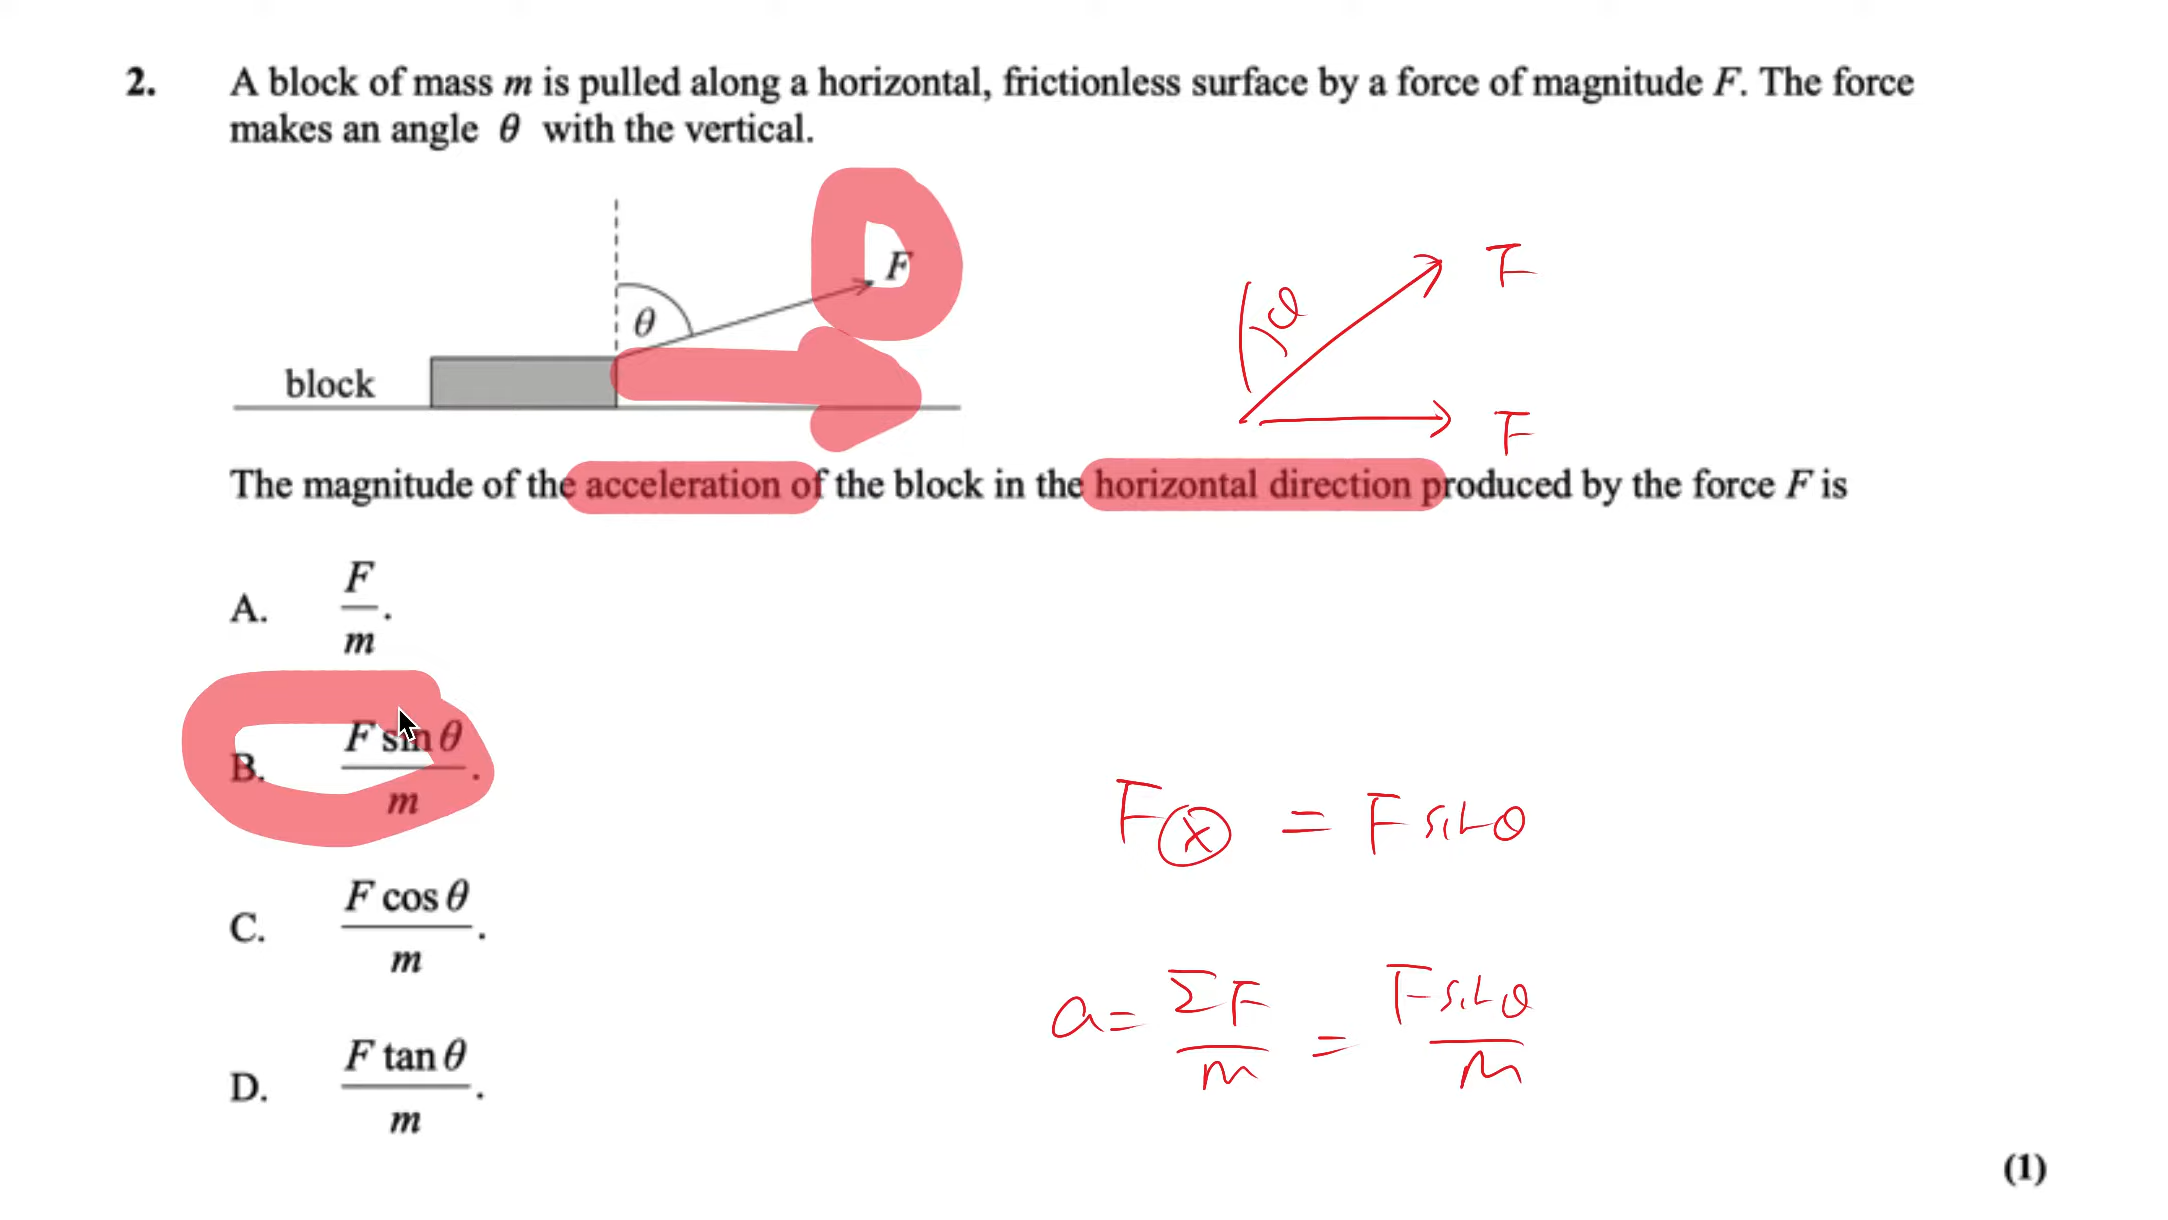 2. A block of mass m is pulled along a horizontal, frictionless surface by a force of magnitude F. The force
makes an angle θ with the vertical.
F
θ
block
θ
F
F
The magnitude of the acceleration of the block in the horizontal direction produced by the force F is
A. F/m.
B. F sin θ/m.
C. F cos θ/m.
D. F tan θ/m.
Fx = F sin θ
a = ΣF/m = F sin θ/m
(1)